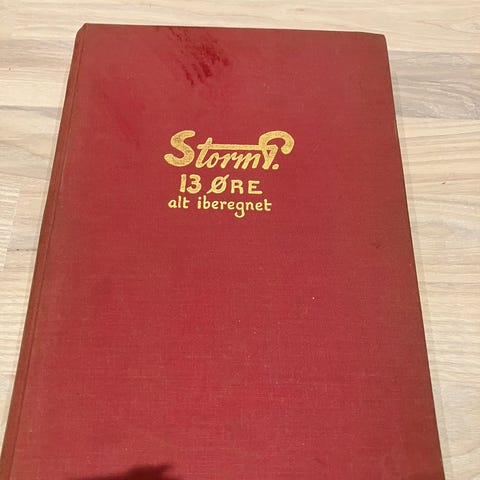 Storm P.
13 ØRE
alt iberegnet